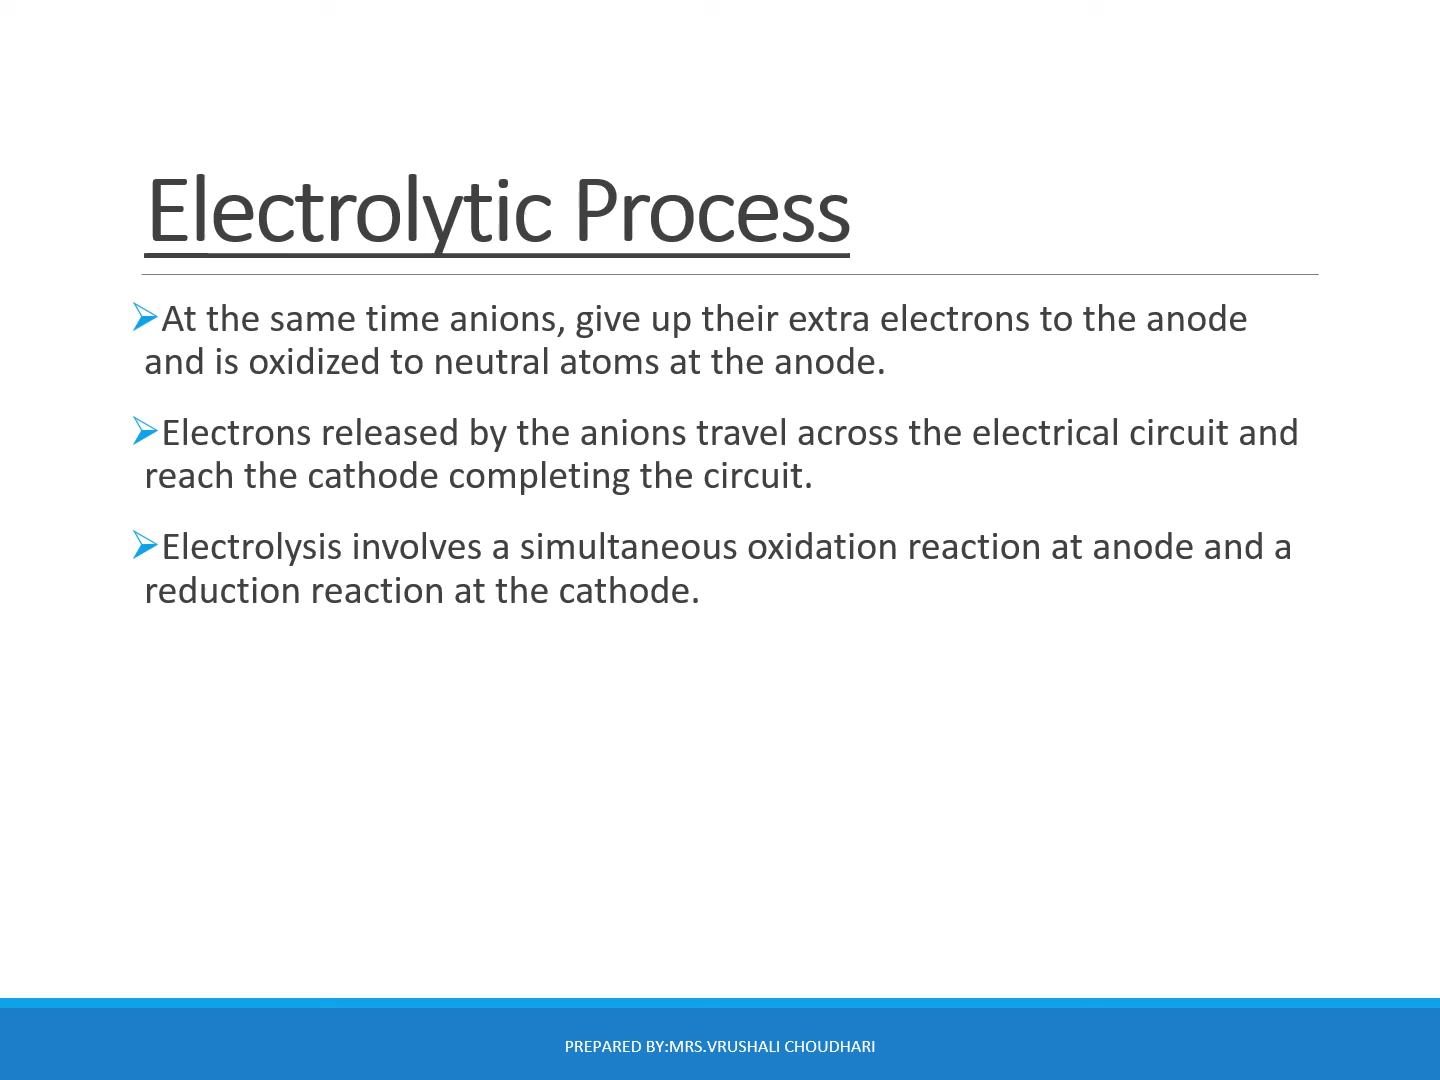 Electrolytic Process
➢At the same time anions, give up their extra electrons to the anode
and is oxidized to neutral atoms at the anode.
➢Electrons released by the anions travel across the electrical circuit and
reach the cathode completing the circuit.
➢Electrolysis involves a simultaneous oxidation reaction at anode and a
reduction reaction at the cathode.
PREPARED BY:MRS.VRUSHALI CHOUDHARI